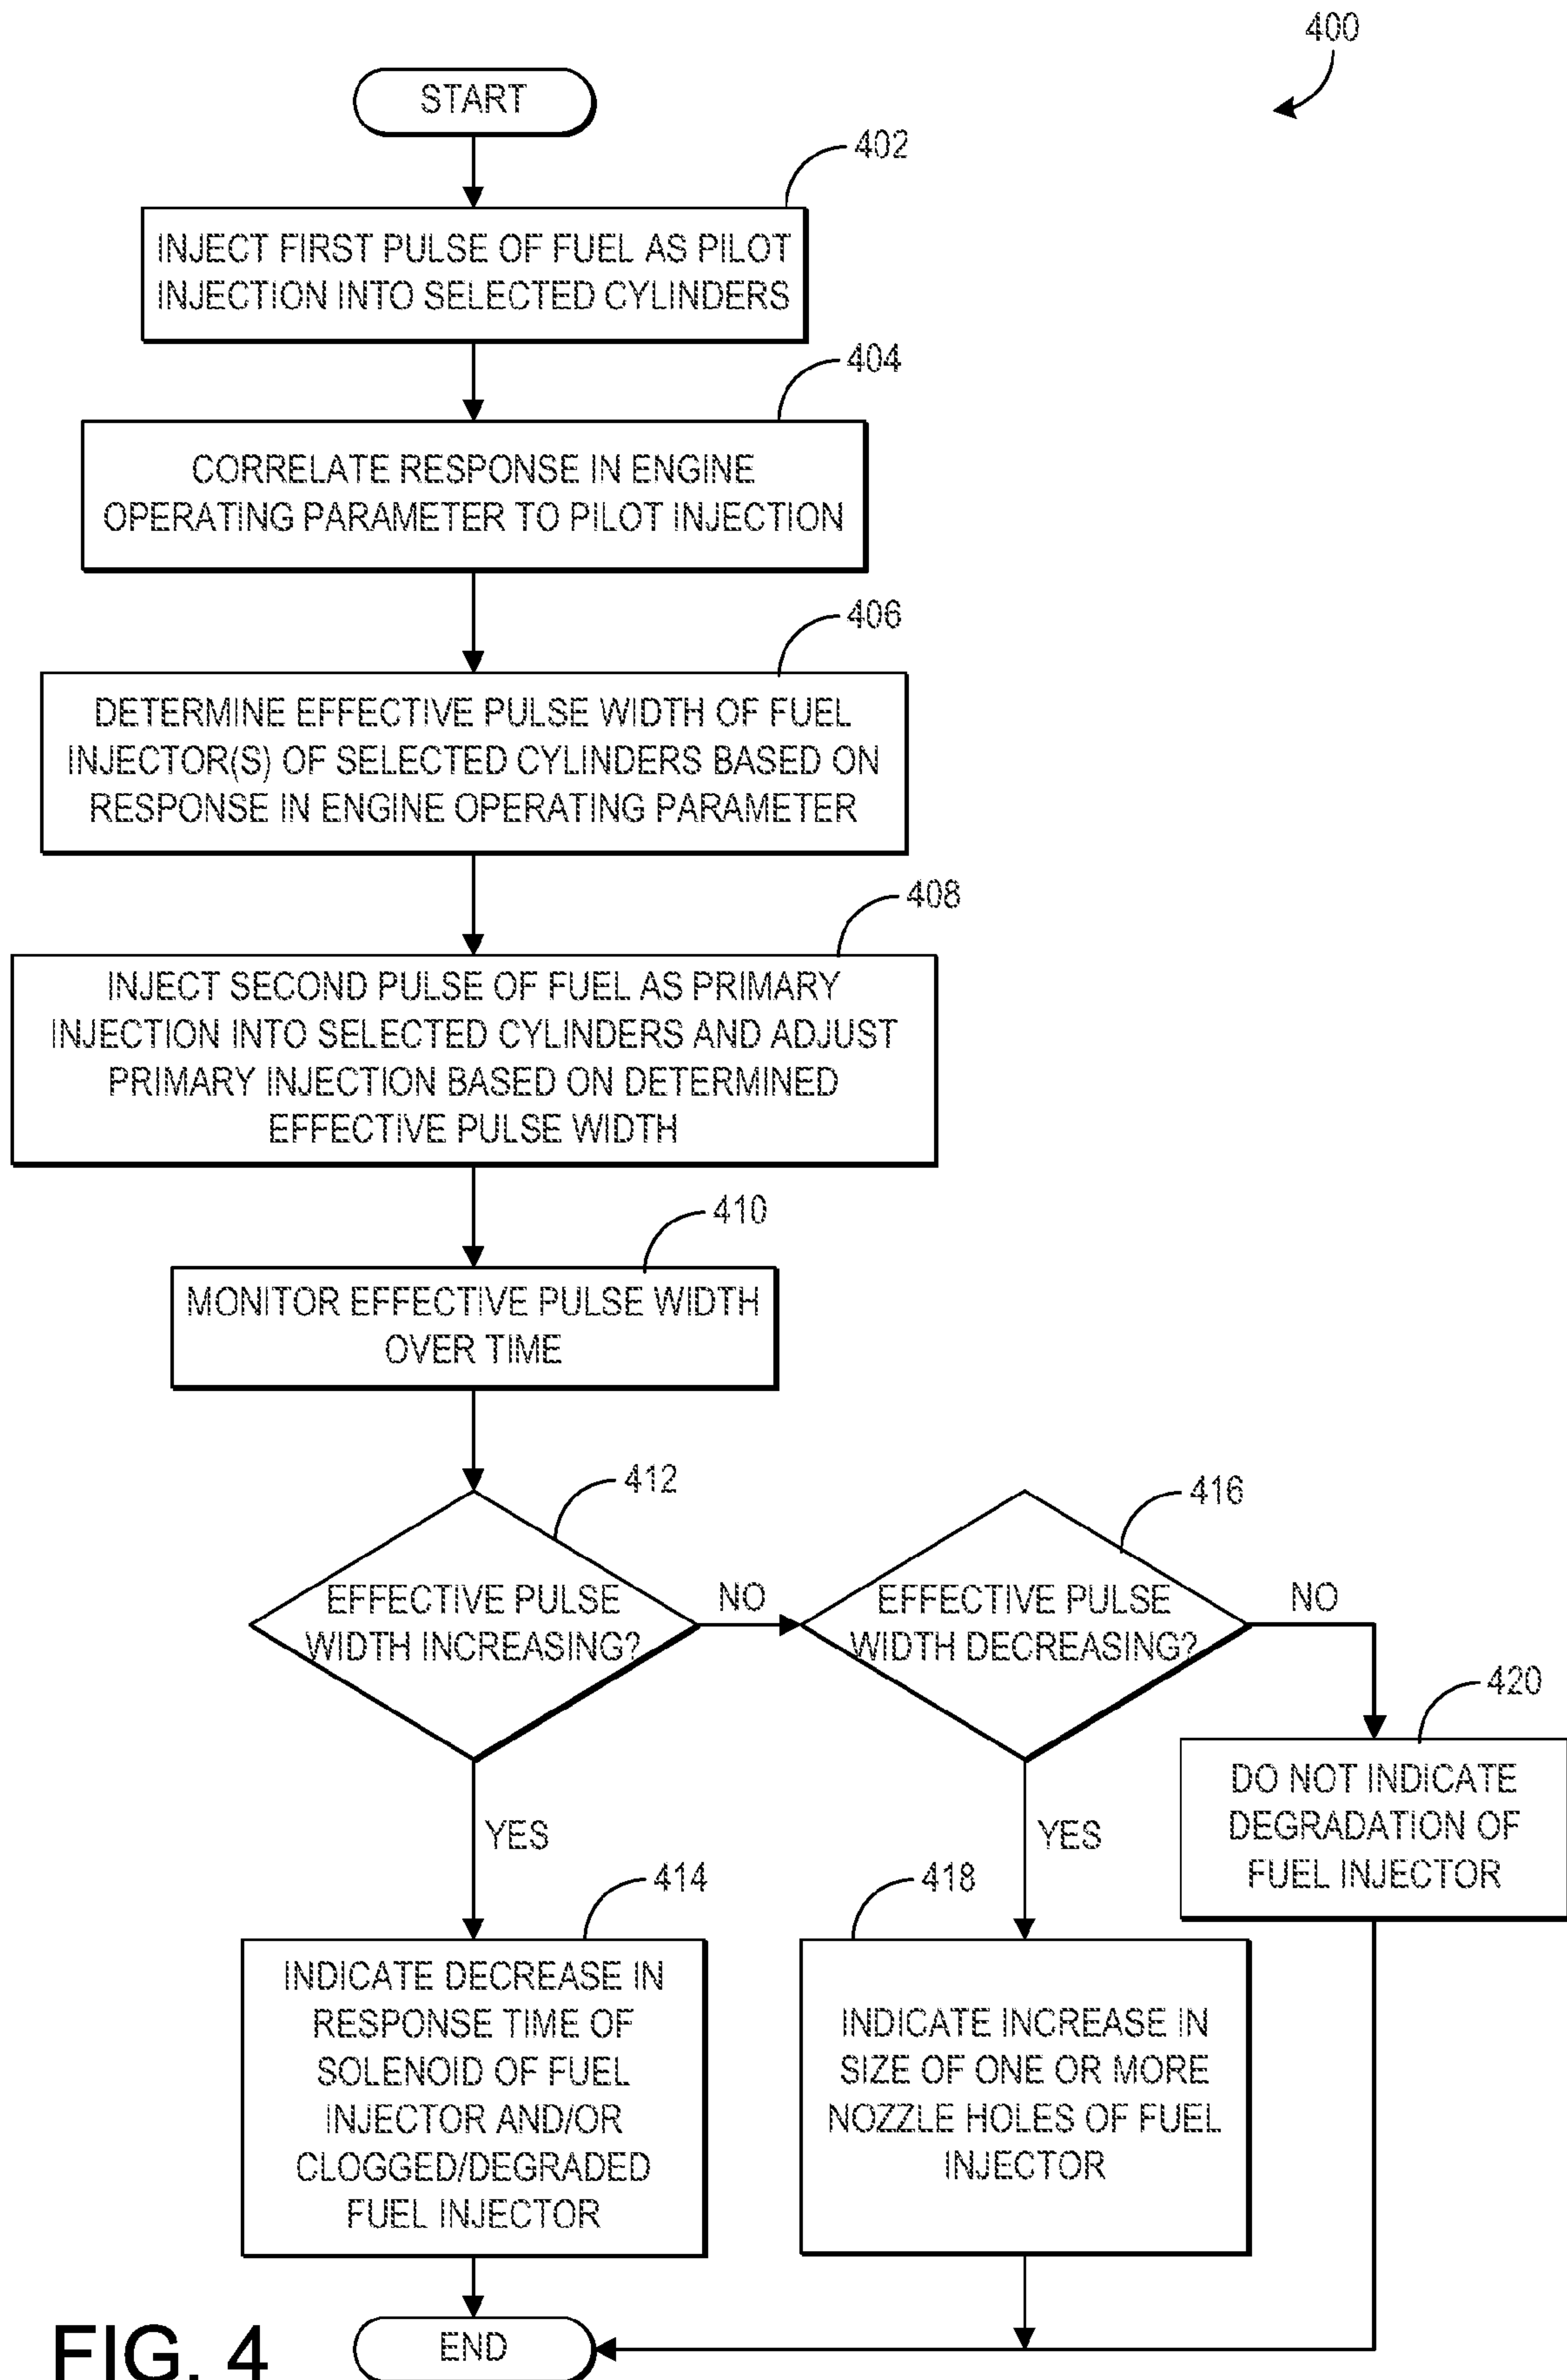 400
START
402
INJECT FIRST PULSE OF FUEL AS PILOT
INJECTION INTO SELECTED CYLINDERS
404
CORRELATE RESPONSE IN ENGINE
OPERATING PARAMETER TO PILOT INJECTION
406
DETERMINE EFFECTIVE PULSE WIDTH OF FUEL
INJECTOR(S) OF SELECTED CYLINDERS BASED ON
RESPONSE IN ENGINE OPERATING PARAMETER
408
INJECT SECOND PULSE OF FUEL AS PRIMARY
INJECTION INTO SELECTED CYLINDERS AND ADJUST
PRIMARY INJECTION BASED ON DETERMINED
EFFECTIVE PULSE WIDTH
410
MONITOR EFFECTIVE PULSE WIDTH
OVER TIME
412
EFFECTIVE PULSE
WIDTH INCREASING?
NO
416
EFFECTIVE PULSE
WIDTH DECREASING?
NO
420
DO NOT INDICATE
DEGRADATION OF
FUEL INJECTOR
YES
414
INDICATE DECREASE IN
RESPONSE TIME OF
SOLENOID OF FUEL
INJECTOR AND/OR
CLOGGED/DEGRADED
FUEL INJECTOR
YES
418
INDICATE INCREASE IN
SIZE OF ONE OR MORE
NOZZLE HOLES OF FUEL
INJECTOR
END
FIG. 4